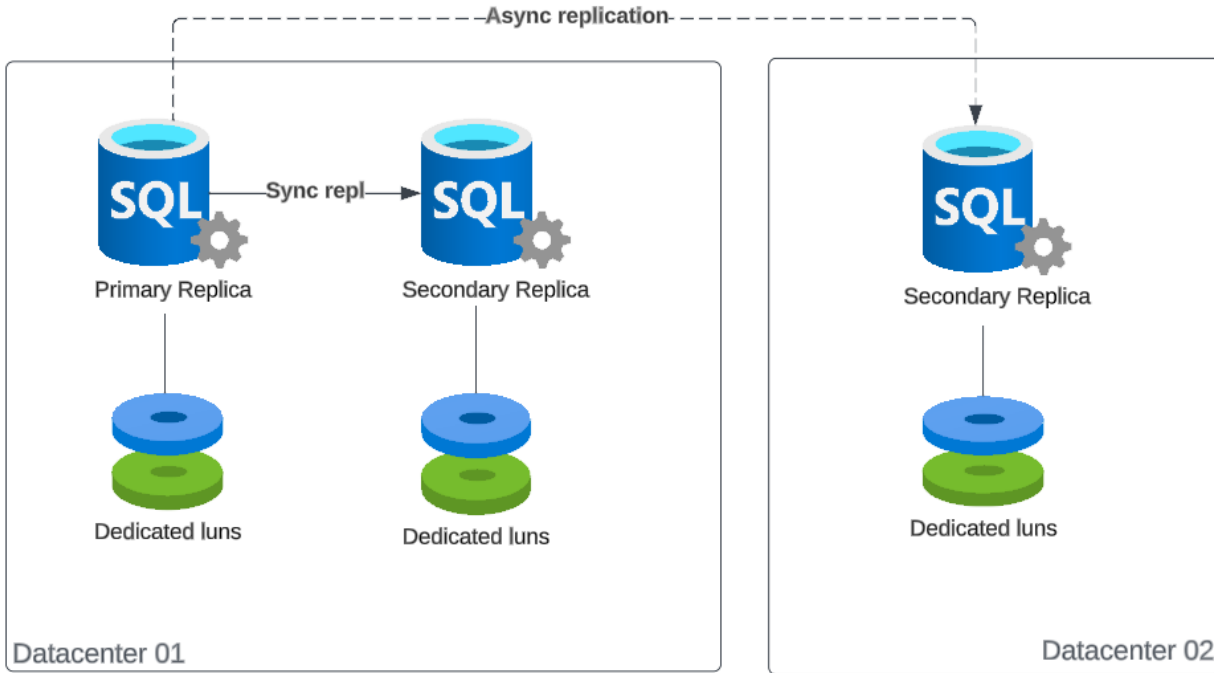 Async replication
SQL
Sync repl
SQL
SQL
Primary Replica
Secondary Replica
Secondary Replica
Dedicated luns
Dedicated luns
Dedicated luns
Datacenter 01
Datacenter 02